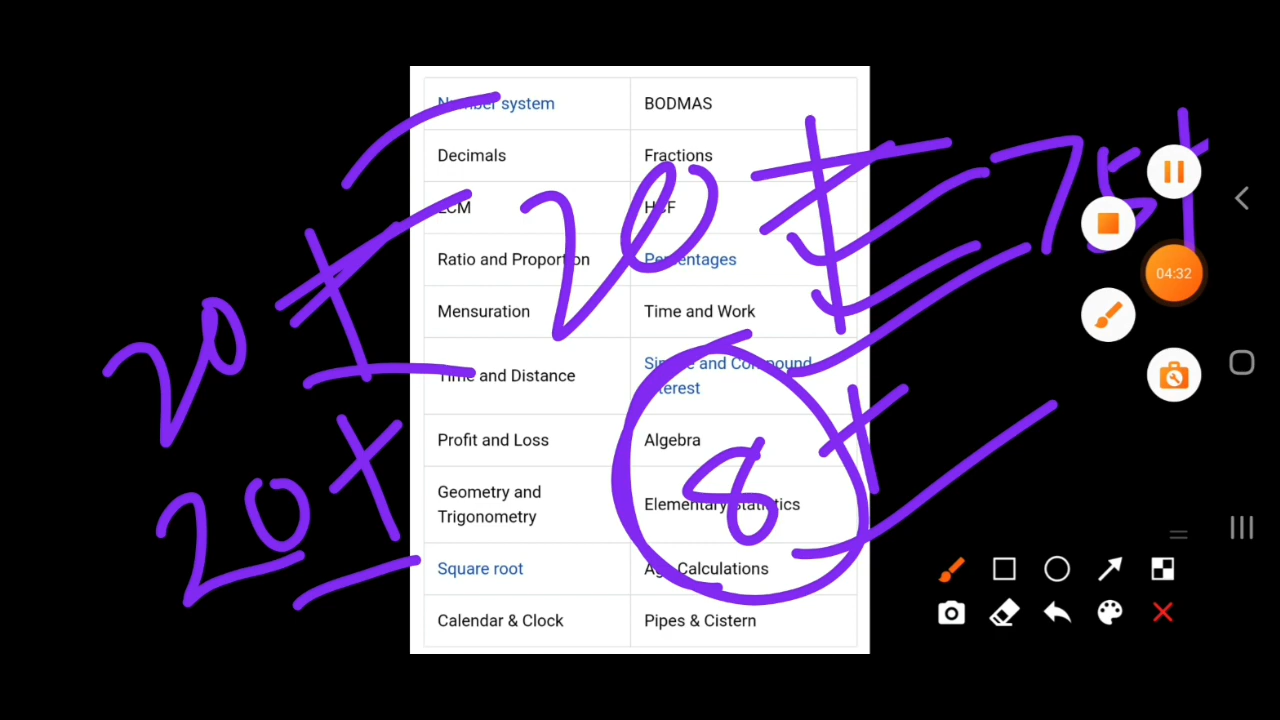 Number system BODMAS
Decimals Fractions
LCM HCF
Ratio and Proportion Percentages
Mensuration Time and Work
Time and Distance Simple and Compound Interest
Profit and Loss Algebra
Geometry and Trigonometry Elementary Statistics
Square root Age Calculations
Calendar & Clock Pipes & Cistern
20+
20+
20+
8+
75+
04:32